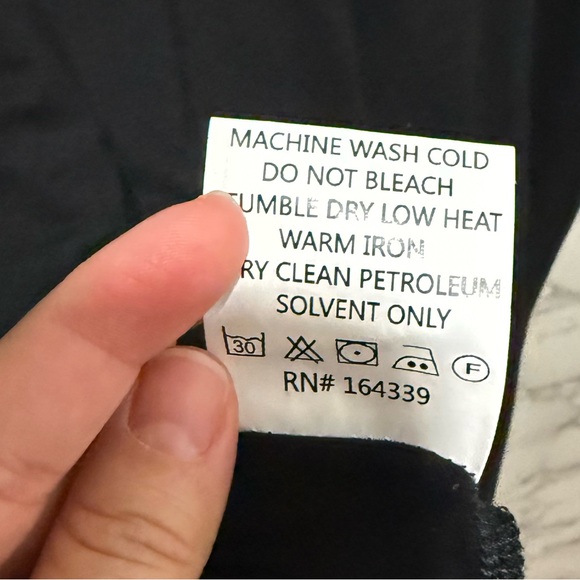 MACHINE WASH COLD
DO NOT BLEACH
TUMBLE DRY LOW HEAT
WARM IRON
RY CLEAN PETROLEUM
SOLVENT ONLY
30 F
RN# 164339